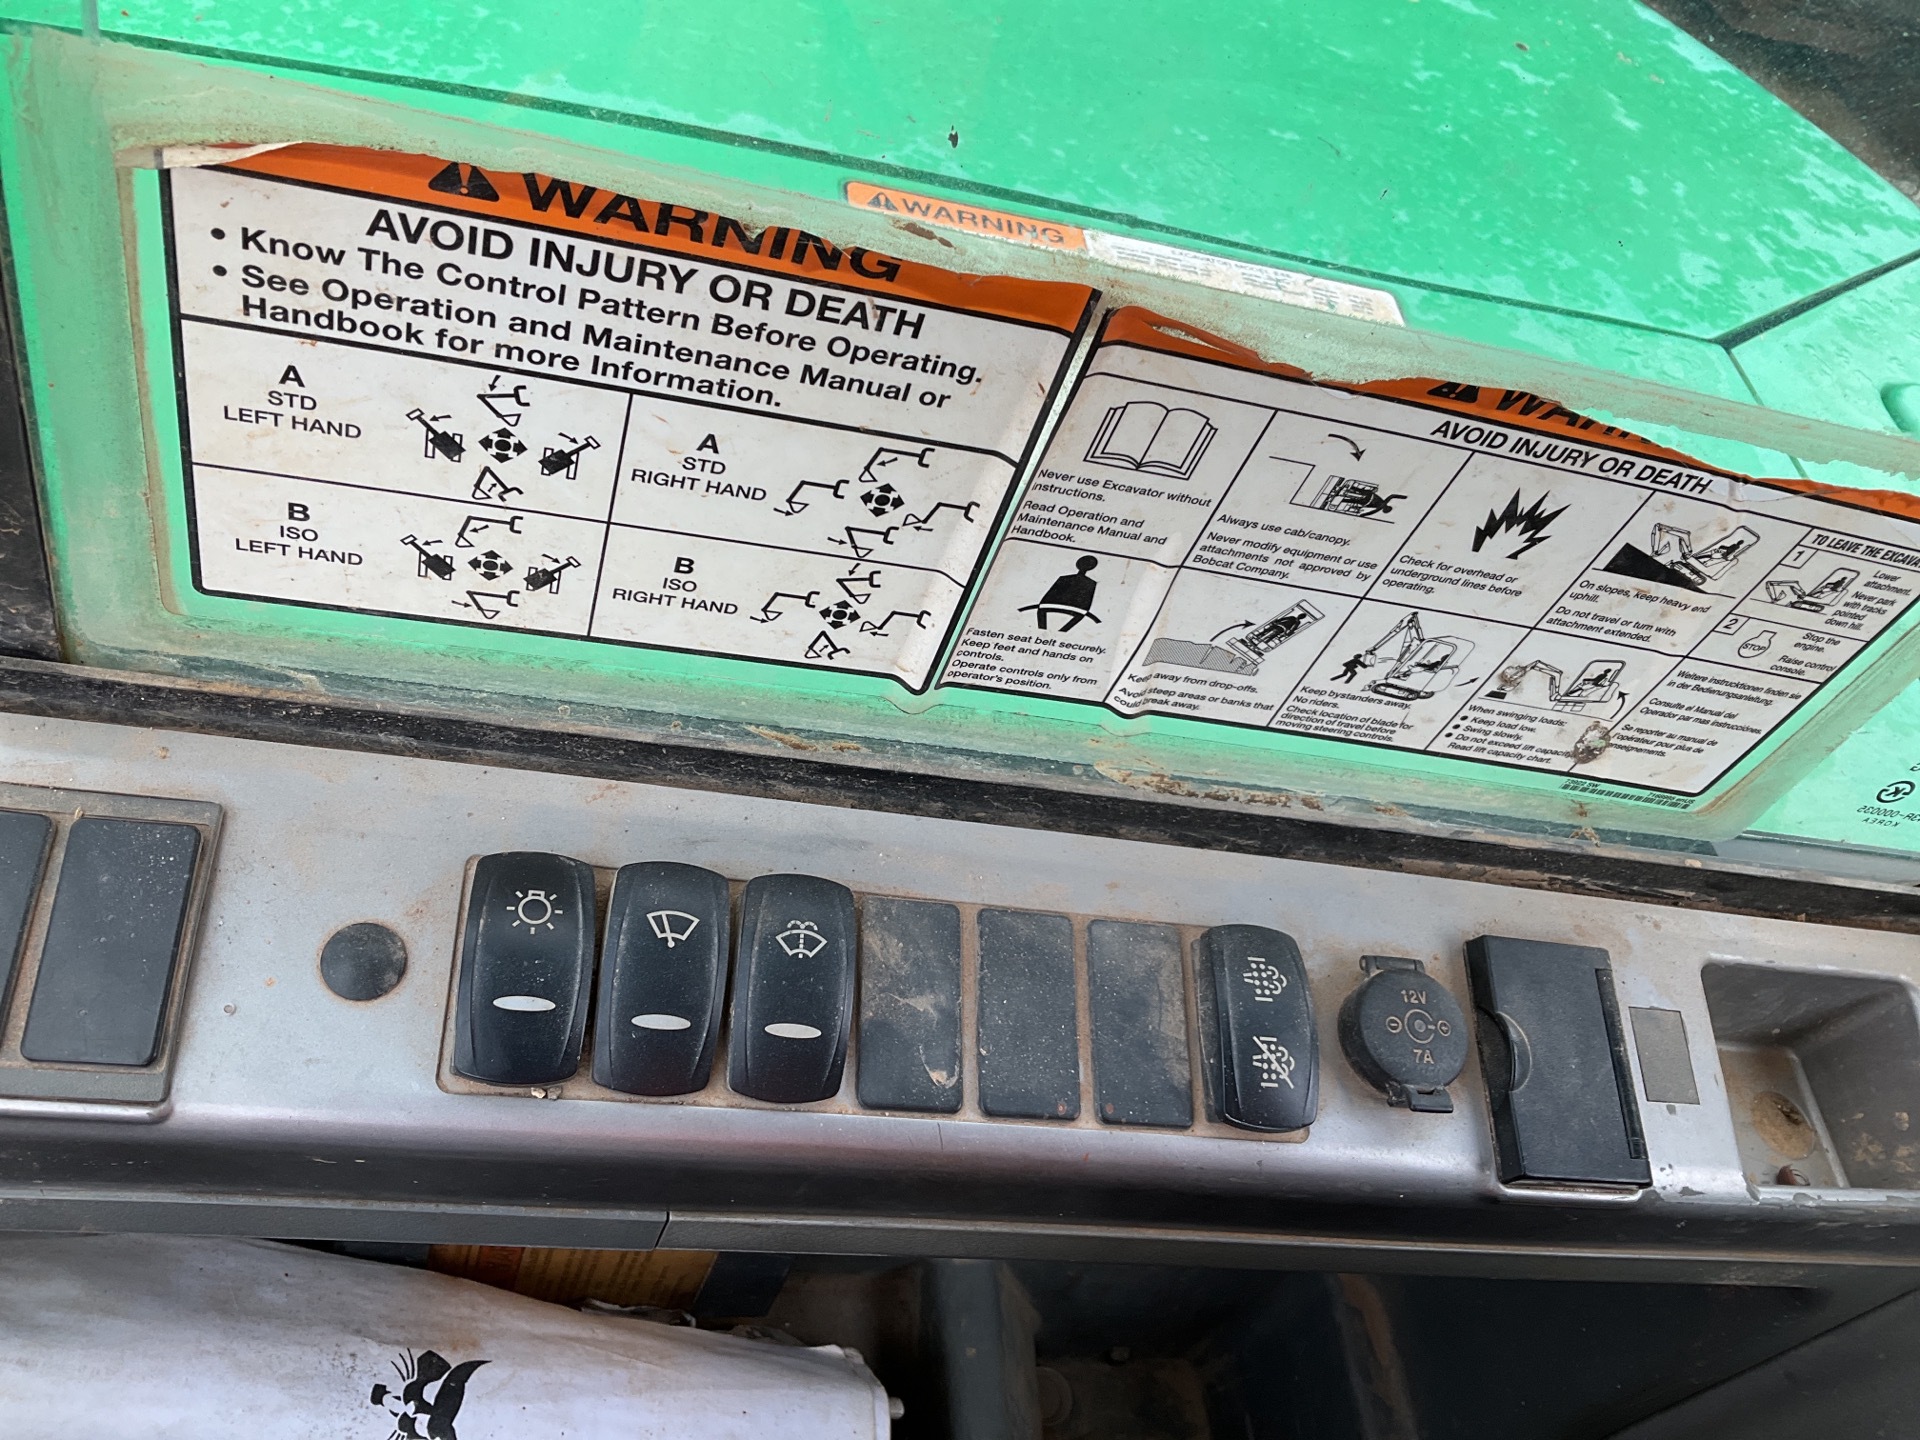 WARNING
AVOID INJURY OR DEATH
• Know The Control Pattern Before Operating.
• See Operation and Maintenance Manual or
Handbook for more Information.
A
STD
LEFT HAND
A
STD
RIGHT HAND
B
ISO
LEFT HAND
B
ISO
RIGHT HAND
WARNING
WARN
AVOID INJURY OR DEATH
Never use Excavator without
instructions.
Read Operation and
Maintenance Manual and
Handbook.
Always use cab/canopy.
Never modify equipment or use
attachments not approved by
Bobcat Company.
Check for overhead or
underground lines before
operating.
On slopes, keep heavy end
uphill.
Do not travel or turn with
attachment extended.
TO LEAVE THE EXCAVA
1
Lower
attachment.
Never park
with tracks
pointed
down hill.
2
STOP
Stop the
engine.
Raise control
console.
Fasten seat belt securely.
Keep feet and hands on
controls.
Operate controls only from
operator's position.
Keep away from drop-offs.
Avoid steep areas or banks that
could break away.
Keep bystanders away.
No riders.
Check location of blade for
direction of travel before
moving steering controls.
When swinging loads:
• Keep load low.
• Swing slowly.
• Do not exceed lift capacity
Read lift capacity chart.
Weitere instrucktionen finden sie
in der Bedienungsanleitung.
Consulte el Manual del
Operador par mas instrucciones.
Se reporter au manual de
l'opérateur pour plus de
enseignements.
KOREA
12V
7A